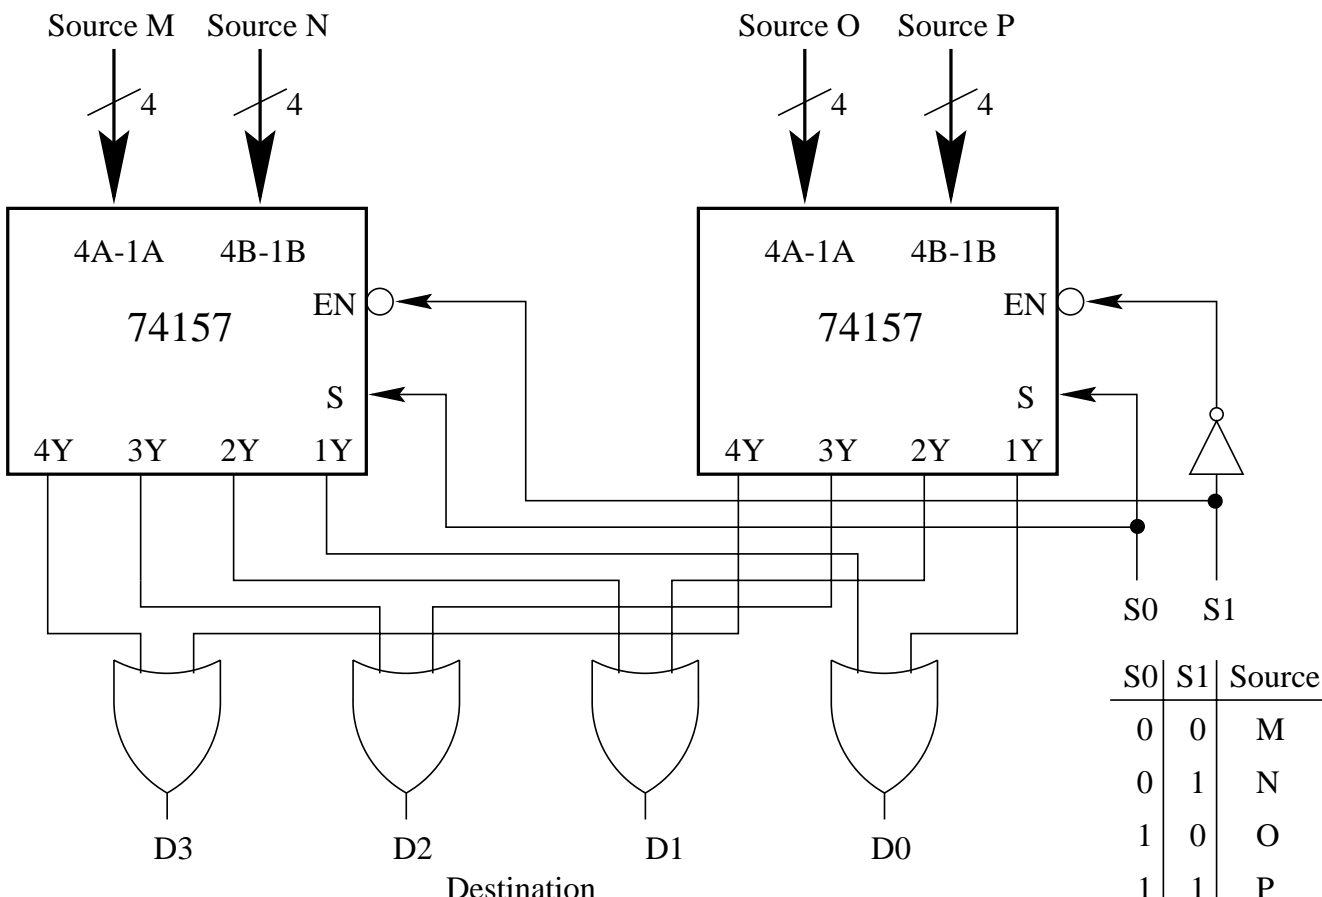 Source M Source N Source O Source P
4 4 4 4
4A-1A 4B-1B 4A-1A 4B-1B
EN EN
74157 74157
S S
4Y 3Y 2Y 1Y 4Y 3Y 2Y 1Y
S0 S1
S0 S1 Source
0 0 M
0 1 N
1 0 O
1 1 P
D3 D2 D1 D0
Destination